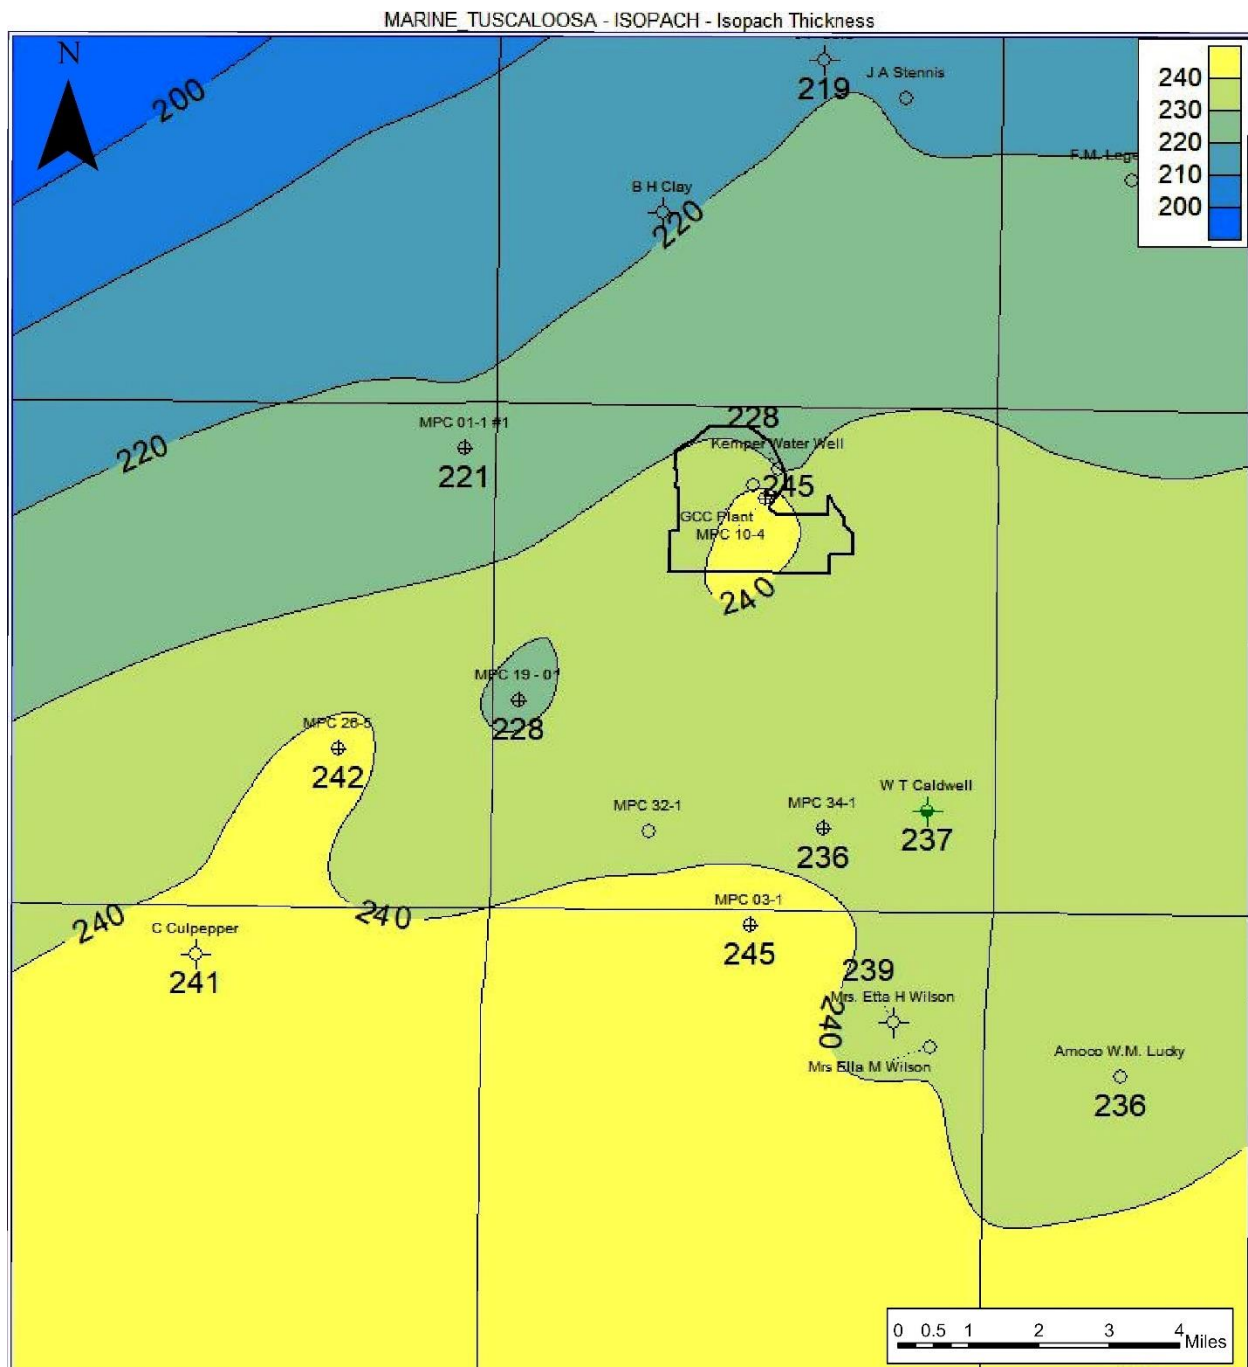 MARINE_TUSCALOOSA - ISOPACH - Isopach Thickness
N
200
219
J A Stennis
240
230
220
210
200
F.M. Lege
B H Clay
220
220
MPC 01-1 #1
221
228
Kemper Water Well
245
GCC Plant
MPC 10-4
240
MPC 19 - 01
228
MPC 26-5
242
W T Caldwell
237
MPC 32-1
MPC 34-1
236
240
240
C Culpepper
241
MPC 03-1
245
239
Mrs. Etta H Wilson
240
Mrs Ella M Wilson
Amoco W.M. Lucky
236
0 0.5 1 2 3 4
Miles